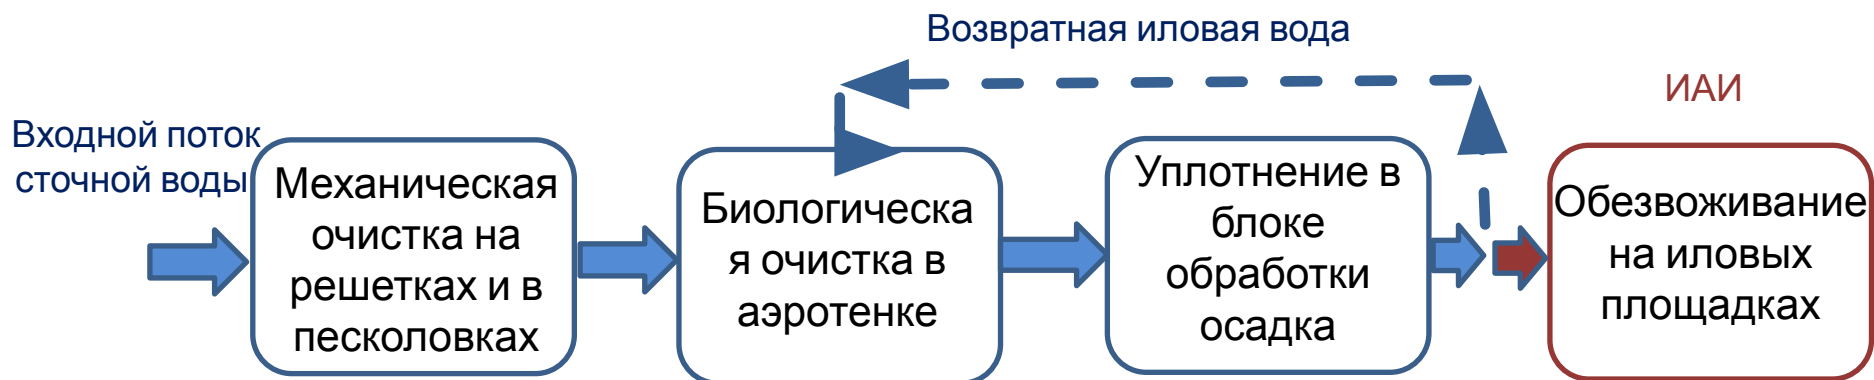 Возвратная иловая вода
ИАИ
Входной поток
сточной воды
Механическая
очистка на
решетках и в
песколовках
Биологическа
я очистка в
аэротенке
Уплотнение в
блоке
обработки
осадка
Обезвоживание
на иловых
площадках